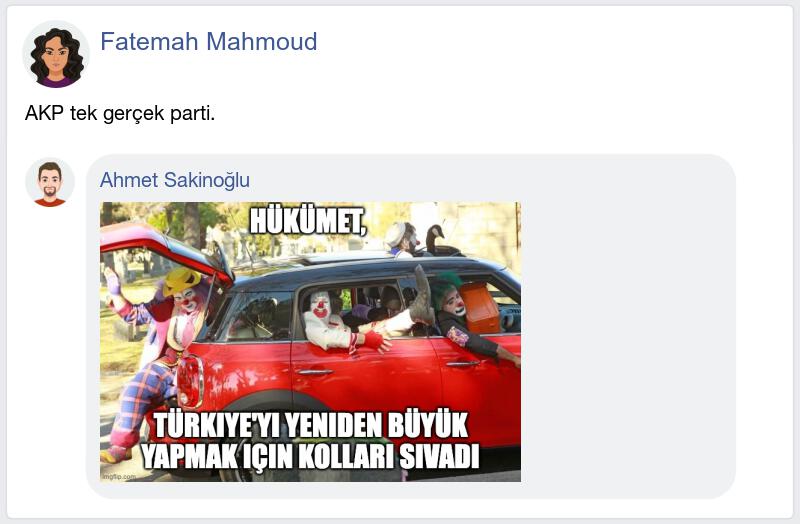 Fatemah Mahmoud
AKP tek gerçek parti.
Ahmet Sakinoğlu
HÜKÜMET,
TÜRKIYE'YI YENIDEN BÜYÜK
YAPMAK IÇIN KOLLARI SIVADI
imgflip.com